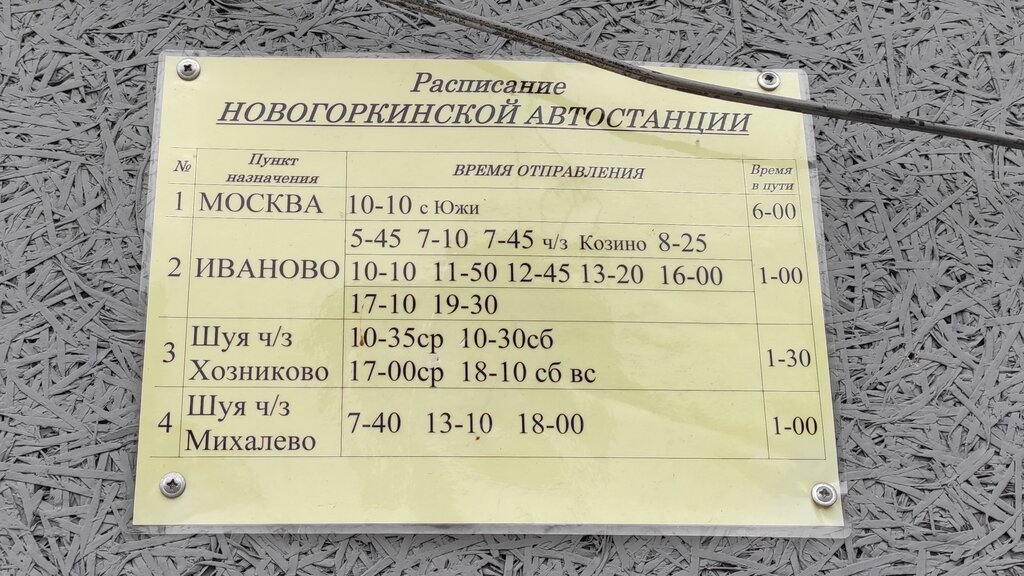 Расписание
НОВОГОРКИНСКОЙ АВТОСТАНЦИИ
№ Пункт назначения ВРЕМЯ ОТПРАВЛЕНИЯ Время в пути
1 МОСКВА 10-10 с Южи 6-00
5-45 7-10 7-45 ч/з Козино 8-25
2 ИВАНОВО 10-10 11-50 12-45 13-20 16-00 1-00
17-10 19-30
3 Шуя ч/з 10-35ср 10-30сб
Хозниково 17-00ср 18-10 сб вс 1-30
4 Шуя ч/з
Михалево 7-40 13-10 18-00 1-00